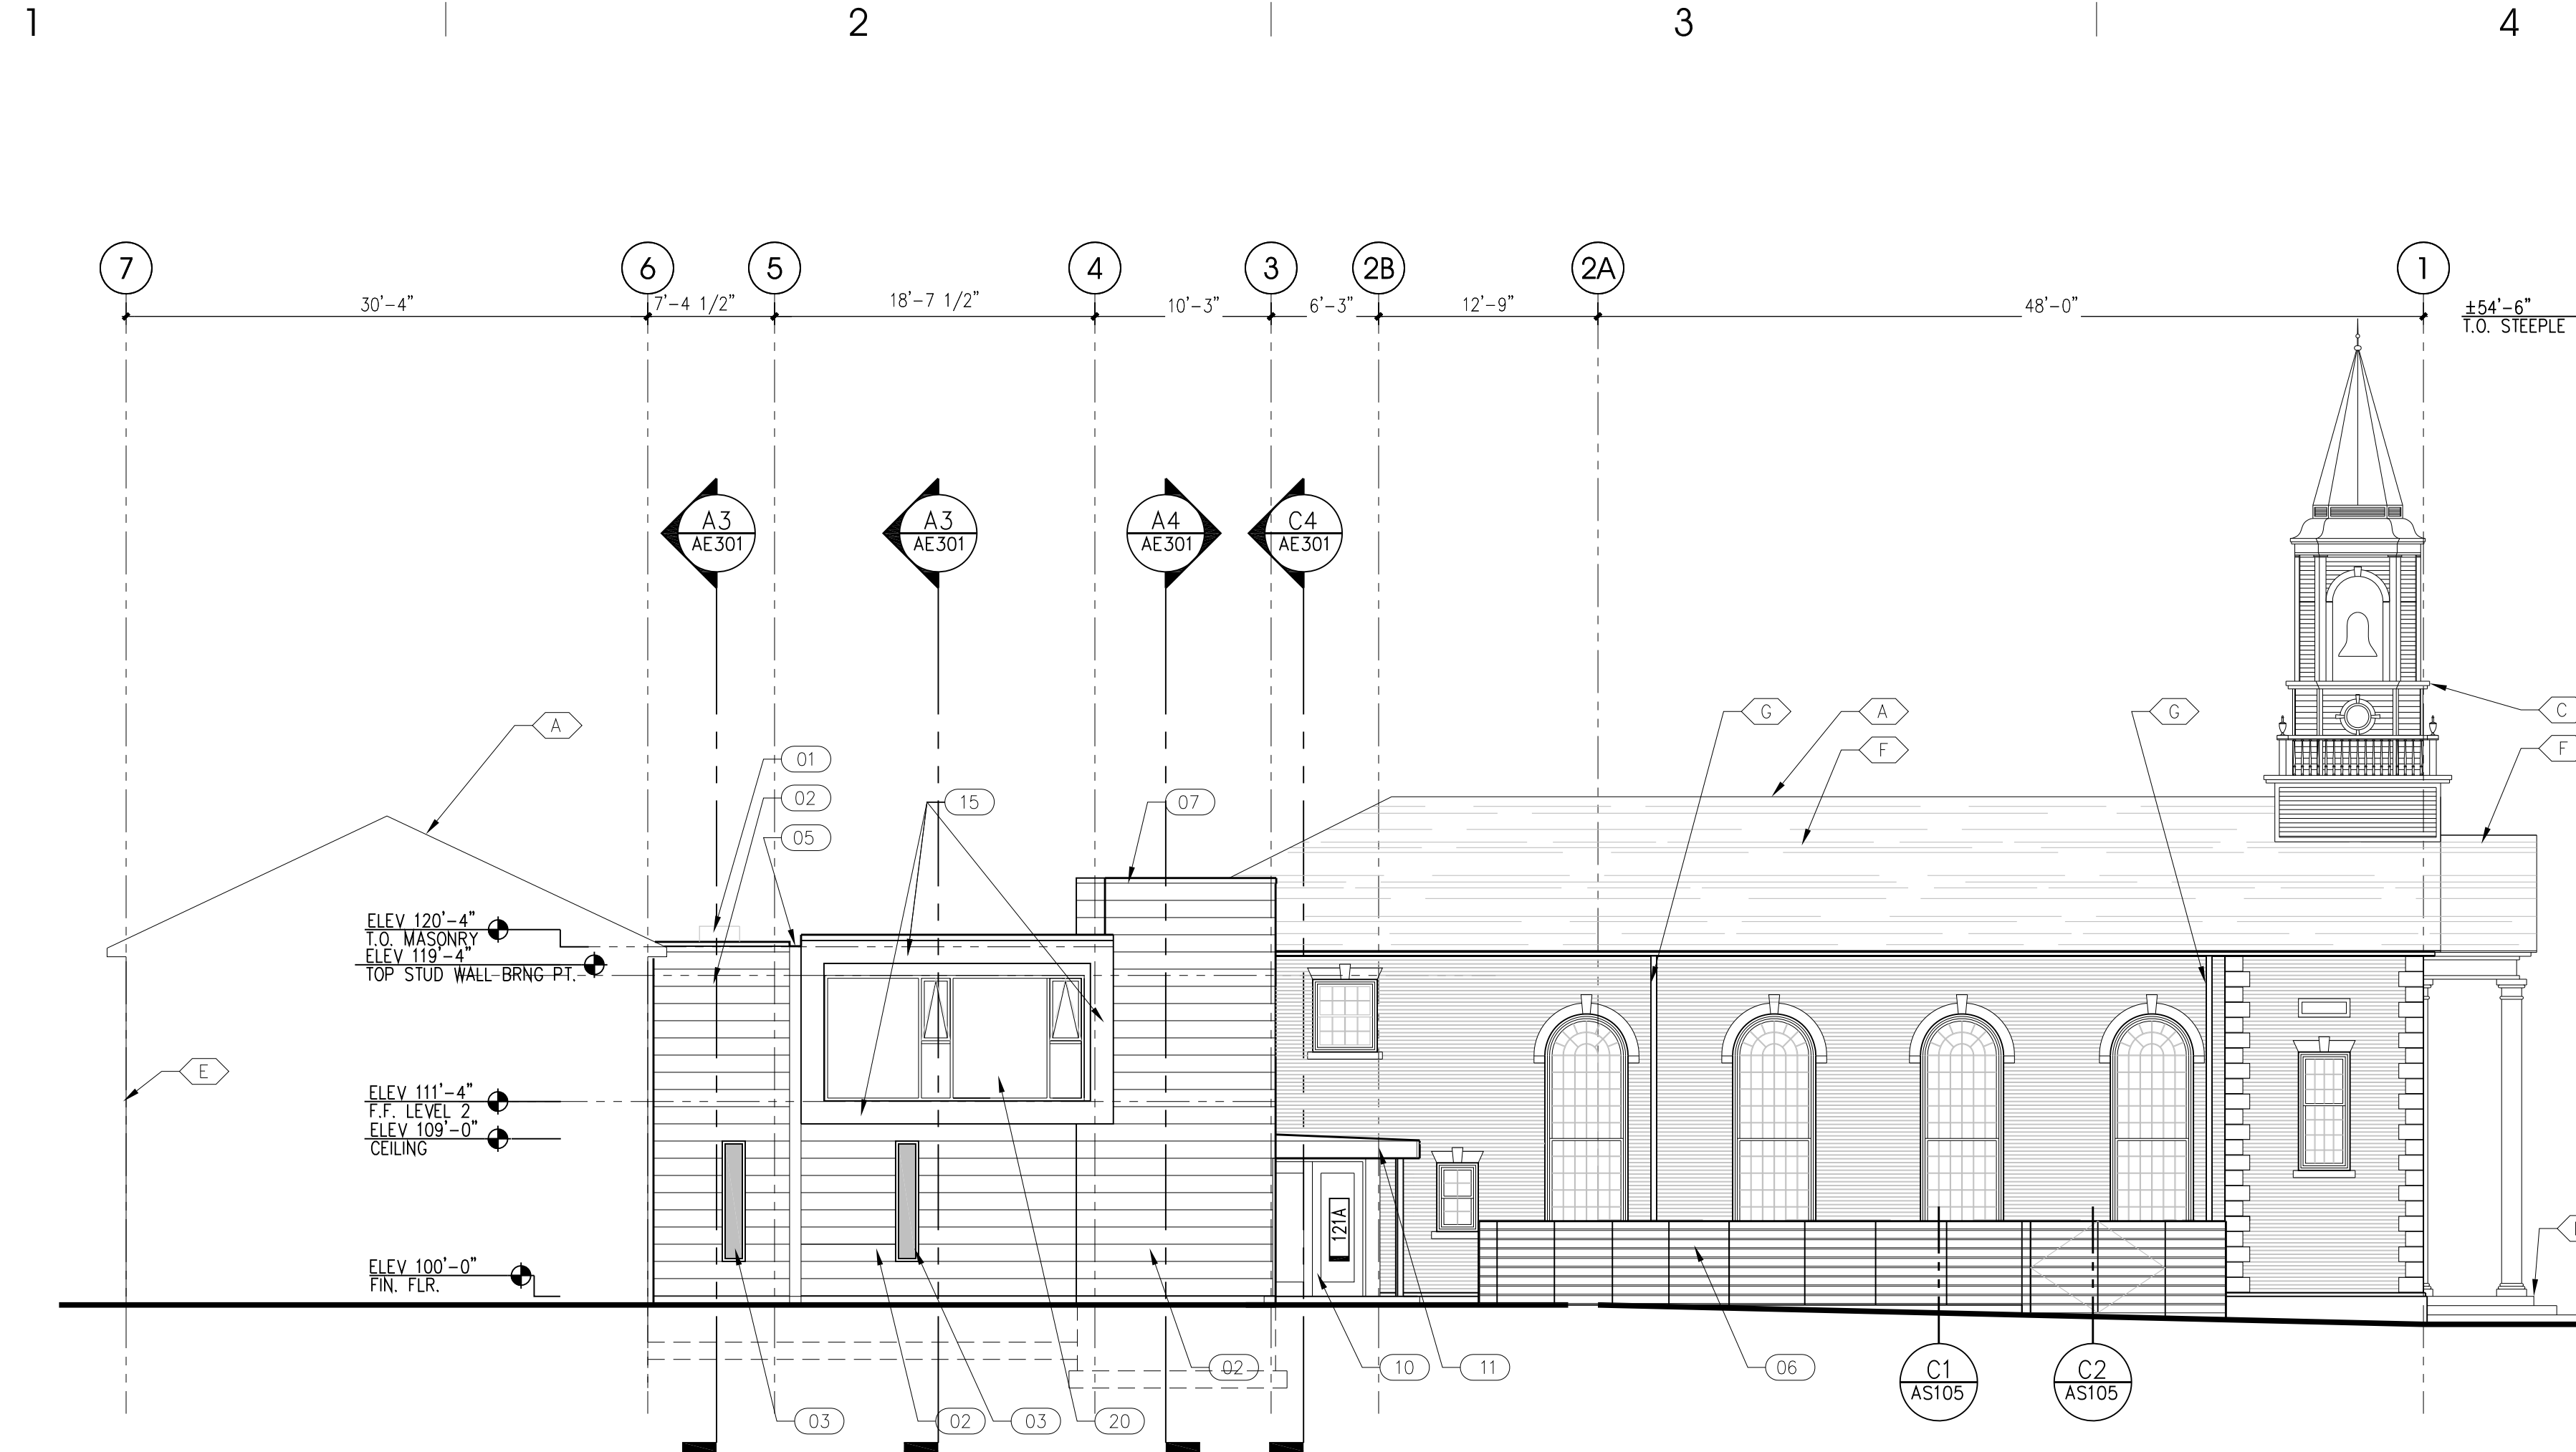 1 2 3 4
7 6 5 4 3 2B 2A 1
30'-4" 7'-4 1/2" 18'-7 1/2" 10'-3" 6'-3" 12'-9" 48'-0"
±54'-6"
T.O. STEEPLE
A3
AE301
A3
AE301
A4
AE301
C4
AE301
G A G C
A F F
01
02 15 07
05
ELEV 120'-4"
T.O. MASONRY
ELEV 119'-4"
TOP STUD WALL BRNG PT.
E
ELEV 111'-4"
F.F. LEVEL 2
ELEV 109'-0"
CEILING
121A
ELEV 100'-0"
FIN. FLR.
02 10 11 06
C1
AS105
C2
AS105
03 02 03 20